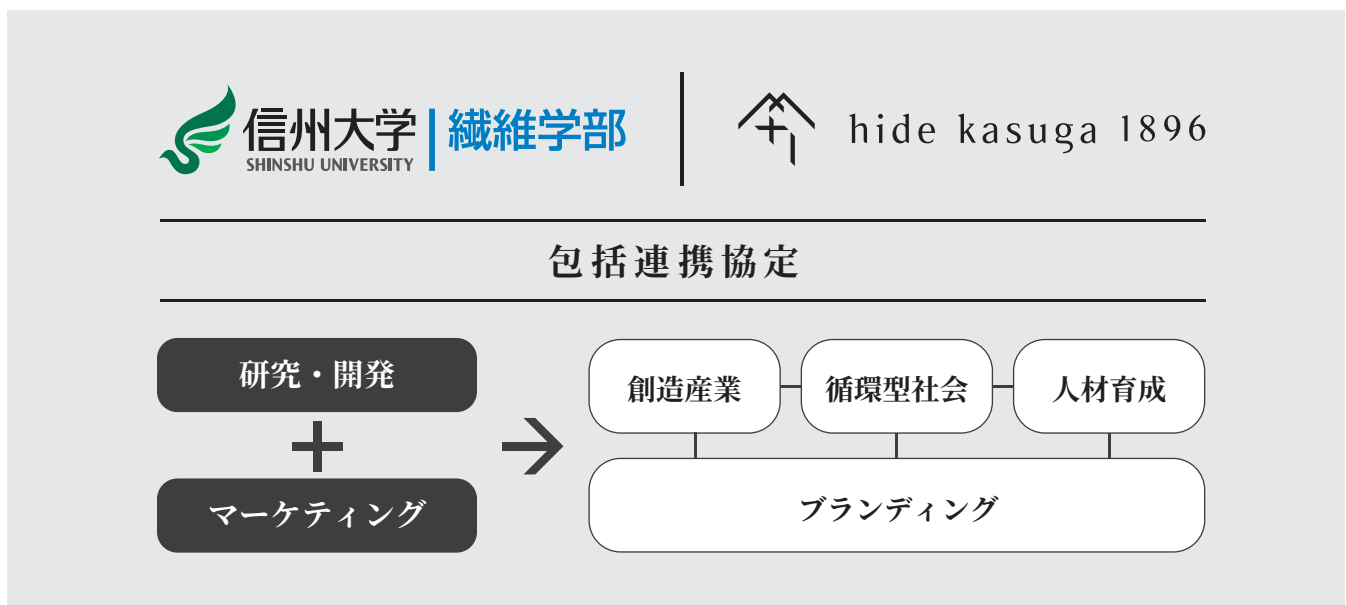 信州大学
SHINSHU UNIVERSITY
繊維学部
hide kasuga 1896
包括連携協定
研究・開発
+
マーケティング
創造産業
循環型社会
人材育成
ブランディング